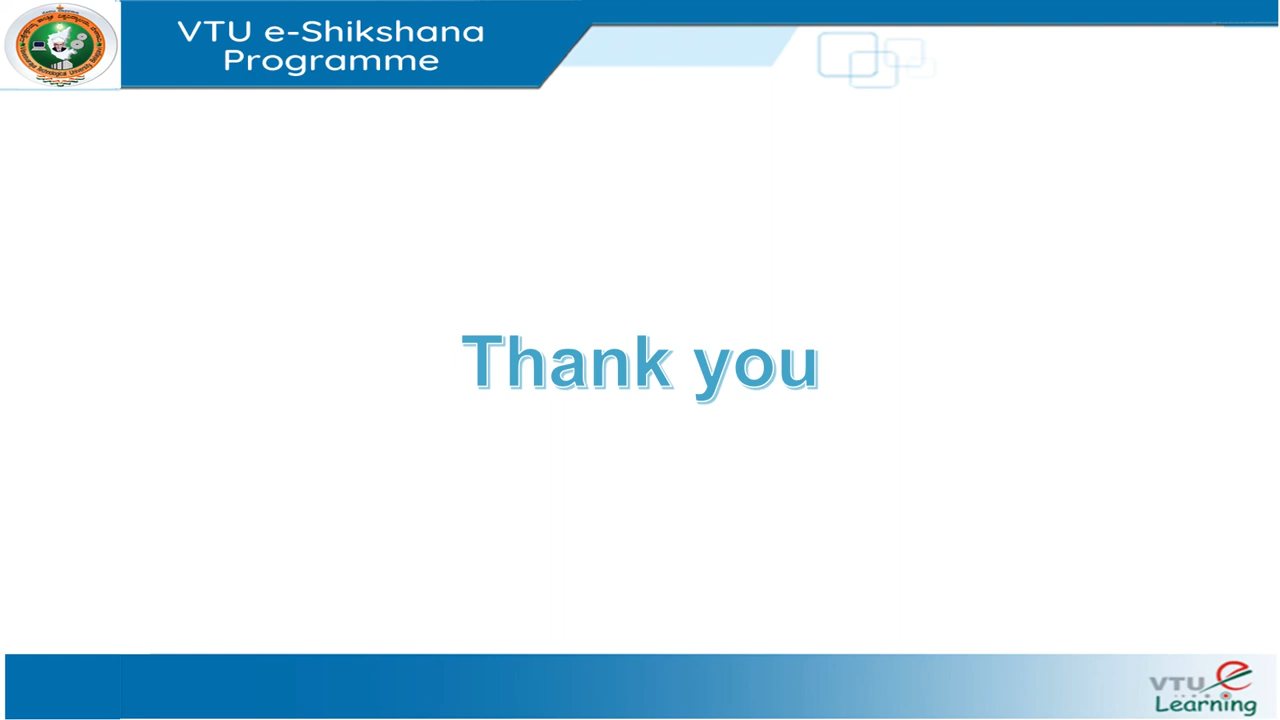 VTU e-Shikshana
Programme
Thank you
VTU e
Learning